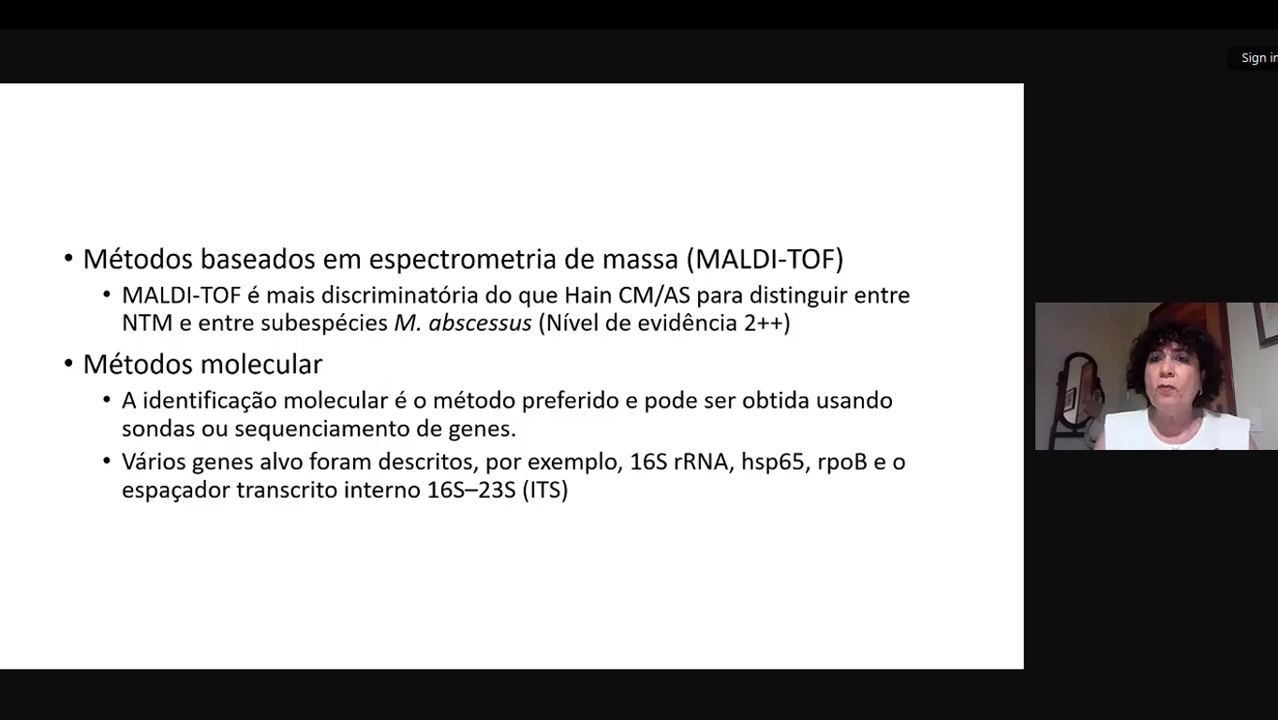 Sign in
• Métodos baseados em espectrometria de massa (MALDI-TOF)
• MALDI-TOF é mais discriminatória do que Hain CM/AS para distinguir entre
NTM e entre subespécies M. abscessus (Nível de evidência 2++)
• Métodos molecular
• A identificação molecular é o método preferido e pode ser obtida usando
sondas ou sequenciamento de genes.
• Vários genes alvo foram descritos, por exemplo, 16S rRNA, hsp65, rpoB e o
espaçador transcrito interno 16S–23S (ITS)